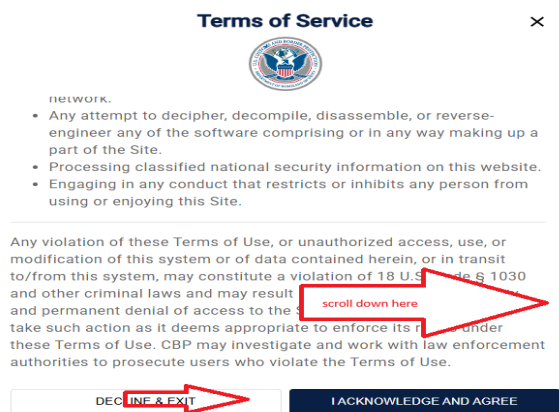 Terms of Service
network.
• Any attempt to decipher, decompile, disassemble, or reverse-
engineer any of the software comprising or in any way making up a
part of the Site.
• Processing classified national security information on this website.
• Engaging in any conduct that restricts or inhibits any person from
using or enjoying this Site.
Any violation of these Terms of Use, or unauthorized access, use, or
modification of this system or of data contained herein, or in transit
to/from this system, may constitute a violation of 18 U.S. Code § 1030
and other criminal laws and may result
scroll down here
and permanent denial of access to the
take such action as it deems appropriate to enforce its under
these Terms of Use. CBP may investigate and work with law enforcement
authorities to prosecute users who violate the Terms of Use.
DECLINE & EXIT
I ACKNOWLEDGE AND AGREE